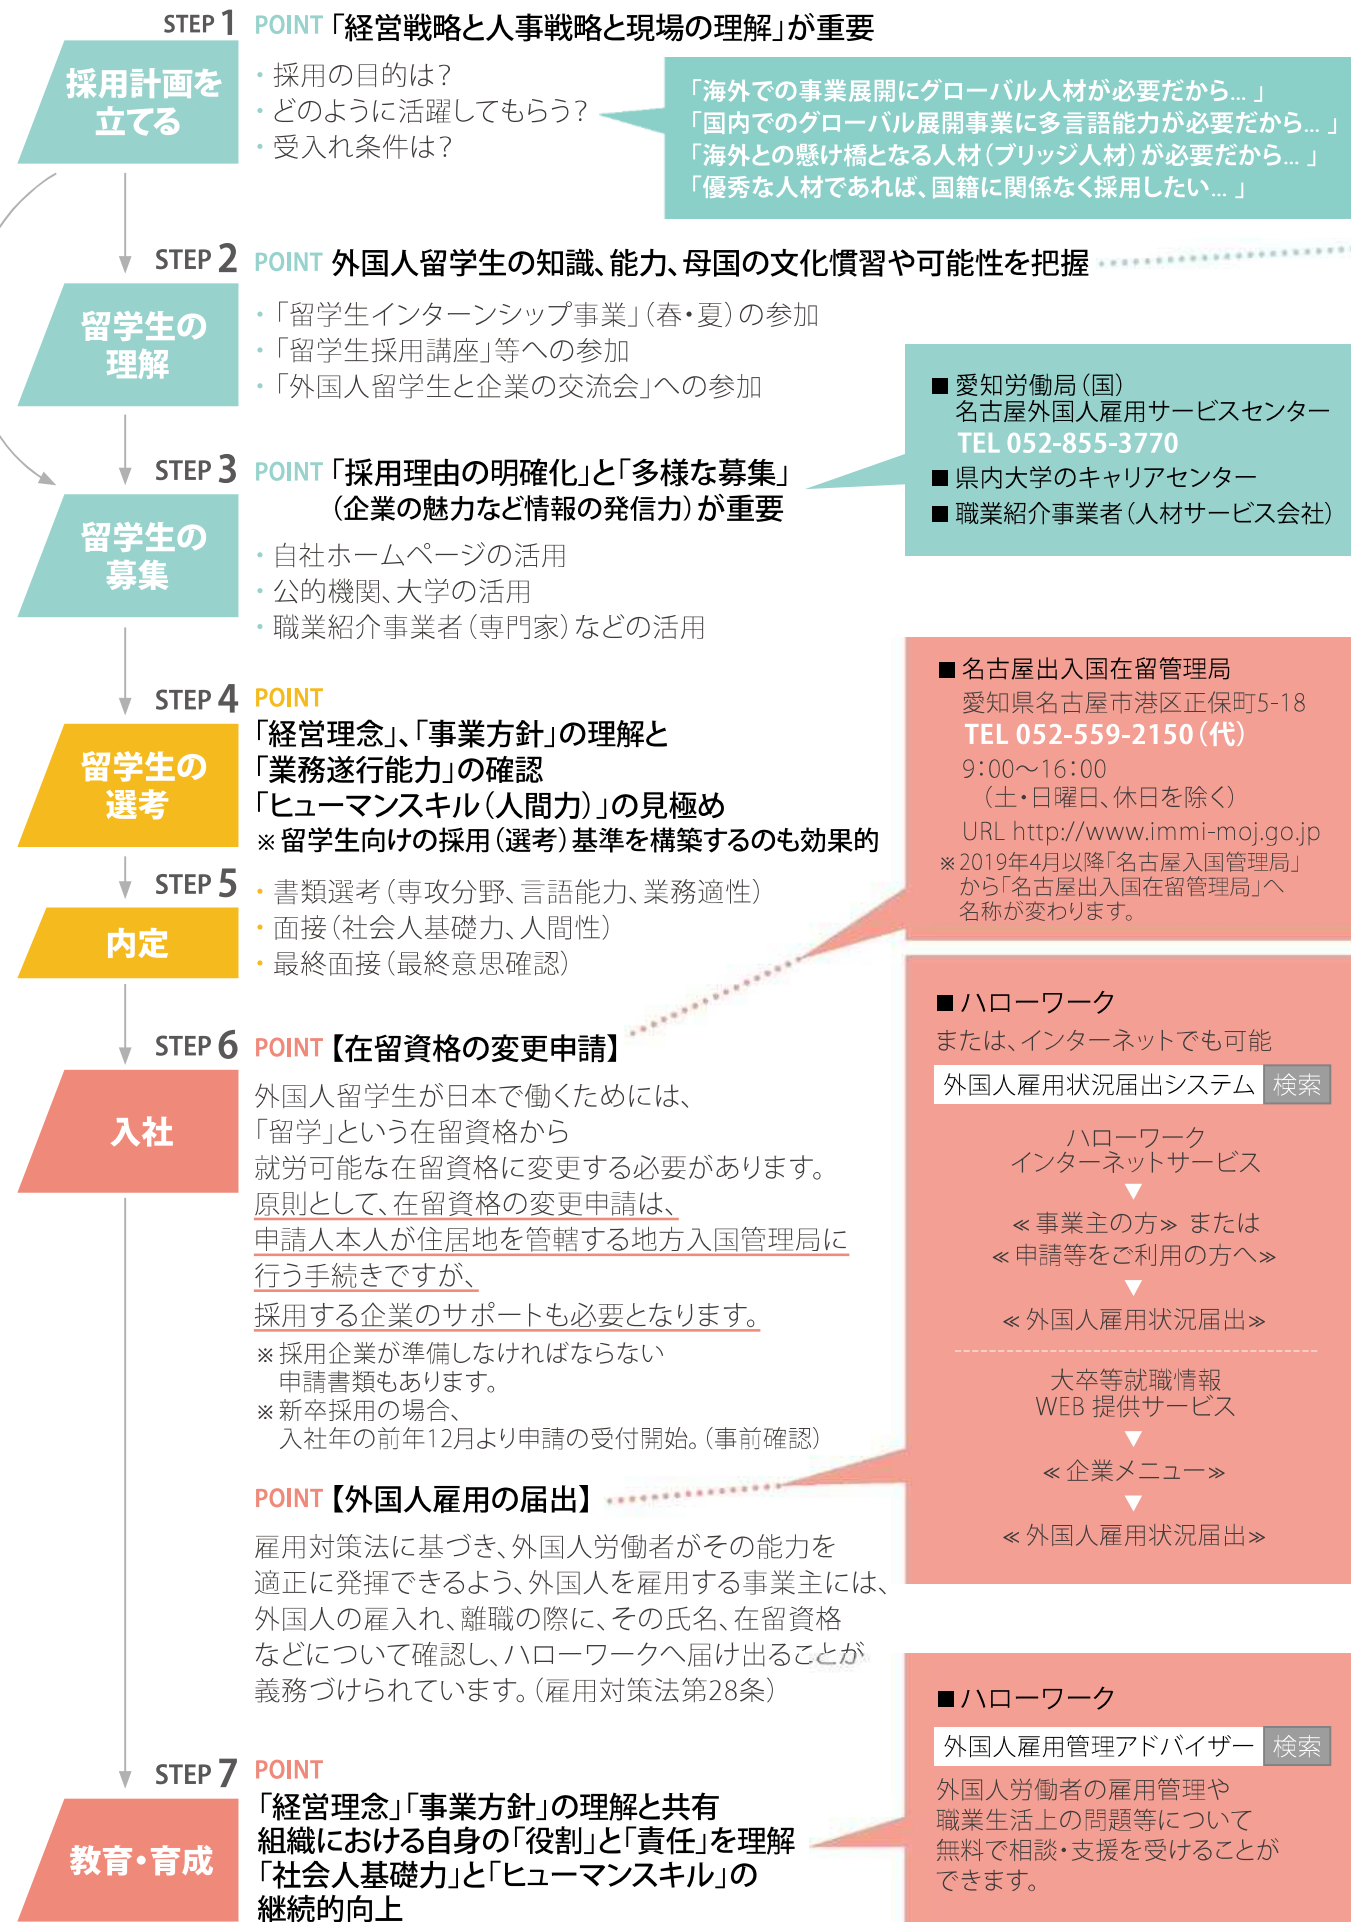 STEP 1
採用計画を
立てる
POINT「経営戦略と人事戦略と現場の理解」が重要
・採用の目的は？
・どのように活躍してもらう？
・受入れ条件は？
「海外での事業展開にグローバル人材が必要だから... 」
「国内でのグローバル展開事業に多言語能力が必要だから... 」
「海外との懸け橋となる人材（ブリッジ人材）が必要だから... 」
「優秀な人材であれば、国籍に関係なく採用したい... 」
STEP 2
留学生の
理解
POINT 外国人留学生の知識、能力、母国の文化慣習や可能性を把握
・「留学生インターンシップ事業」（春・夏）の参加
・「留学生採用講座」等への参加
・「外国人留学生と企業の交流会」への参加
STEP 3
留学生の
募集
POINT「採用理由の明確化」と「多様な募集」
（企業の魅力など情報の発信力）が重要
・自社ホームページの活用
・公的機関、大学の活用
・職業紹介事業者（専門家）などの活用
■ 愛知労働局（国）
名古屋外国人雇用サービスセンター
TEL 052-855-3770
■ 県内大学のキャリアセンター
■ 職業紹介事業者（人材サービス会社）
STEP 4
留学生の
選考
POINT
「経営理念」、「事業方針」の理解と
「業務遂行能力」の確認
「ヒューマンスキル（人間力）」の見極め
※留学生向けの採用（選考）基準を構築するのも効果的
STEP 5
内定
・書類選考（専攻分野、言語能力、業務適性）
・面接（社会人基礎力、人間性）
・最終面接（最終意思確認）
■ 名古屋出入国在留管理局
愛知県名古屋市港区正保町5-18
TEL 052-559-2150（代）
9：00〜16：00
（土・日曜日、休日を除く）
URL http://www.immi-moj.go.jp
※2019年4月以降「名古屋入国管理局」
から「名古屋出入国在留管理局」へ
名称が変わります。
STEP 6
入社
POINT【在留資格の変更申請】
外国人留学生が日本で働くためには、
「留学」という在留資格から
就労可能な在留資格に変更する必要があります。
原則として、在留資格の変更申請は、
申請人本人が住居地を管轄する地方入国管理局に
行う手続きですが、
採用する企業のサポートも必要となります。
※採用企業が準備しなければならない
申請書類もあります。
※新卒採用の場合、
入社年の前年12月より申請の受付開始。（事前確認）
POINT【外国人雇用の届出】
雇用対策法に基づき、外国人労働者がその能力を
適正に発揮できるよう、外国人を雇用する事業主には、
外国人の雇入れ、離職の際に、その氏名、在留資格
などについて確認し、ハローワークへ届け出ることが
義務づけられています。（雇用対策法第28条）
■ ハローワーク
または、インターネットでも可能
外国人雇用状況届出システム 検索
ハローワーク
インターネットサービス
▼
≪事業主の方≫ または
≪申請等をご利用の方へ≫
▼
≪外国人雇用状況届出≫
大卒等就職情報
WEB 提供サービス
▼
≪企業メニュー≫
▼
≪外国人雇用状況届出≫
STEP 7
教育・育成
POINT
「経営理念」「事業方針」の理解と共有
組織における自身の「役割」と「責任」を理解
「社会人基礎力」と「ヒューマンスキル」の
継続的向上
■ ハローワーク
外国人雇用管理アドバイザー 検索
外国人労働者の雇用管理や
職業生活上の問題等について
無料で相談・支援を受けることが
できます。